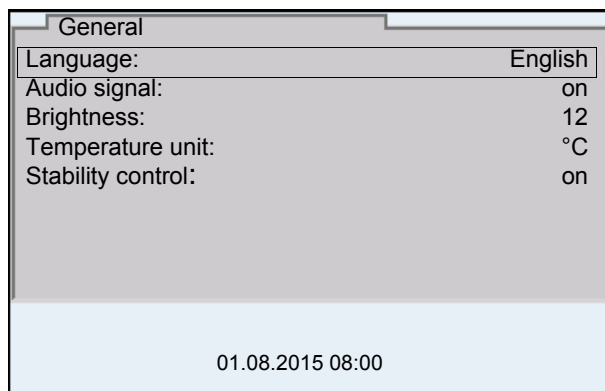 General
Language: English
Audio signal: on
Brightness: 12
Temperature unit: °C
Stability control: on
01.08.2015 08:00